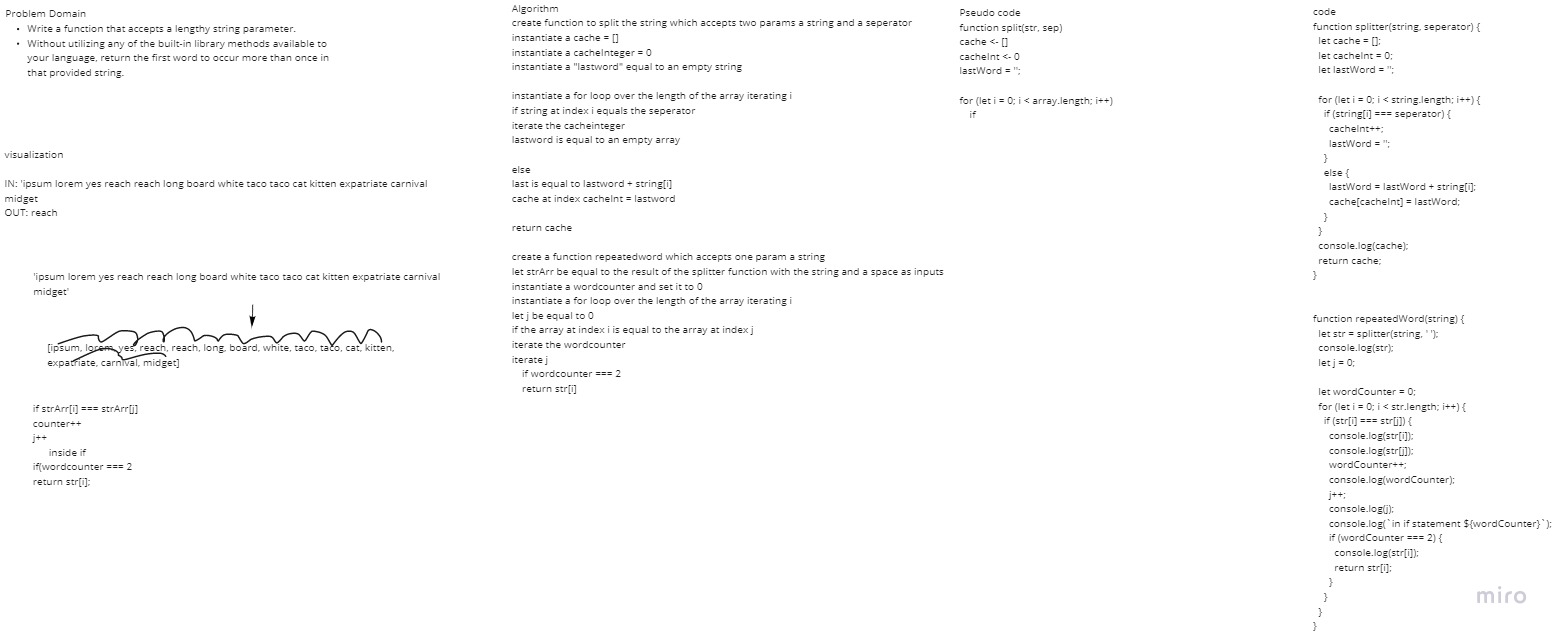 Problem Domain
• Write a function that accepts a lengthy string parameter.
• Without utilizing any of the built-in library methods available to
your language, return the first word to occur more than once in
that provided string.
visualization
IN: 'ipsum lorem yes reach reach long board white taco taco cat kitten expatriate carnival
midget
OUT: reach
'ipsum lorem yes reach reach long board white taco taco cat kitten expatriate carnival
midget'
[ipsum, lorem, yes, reach, reach, long, board, white, taco, taco, cat, kitten,
expatriate, carnival, midget]
if strArr[i] === strArr[j]
counter++
j++
inside if
if(wordcounter === 2
return str[i];
Algorithm
create function to split the string which accepts two params a string and a seperator
instantiate a cache = []
instantiate a cacheInteger = 0
instantiate a "lastword" equal to an empty string
instantiate a for loop over the length of the array iterating i
if string at index i equals the seperator
iterate the cacheinteger
lastword is equal to an empty array
else
last is equal to lastword + string[i]
cache at index cacheInt = lastword
return cache
create a function repeatedword which accepts one param a string
let strArr be equal to the result of the splitter function with the string and a space as inputs
instantiate a wordcounter and set it to 0
instantiate a for loop over the length of the array iterating i
let j be equal to 0
if the array at index i is equal to the array at index j
iterate the wordcounter
iterate j
if wordcounter === 2
return str[i]
Pseudo code
function split(str, sep)
cache <- []
cacheInt <- 0
lastWord = '';
for (let i = 0; i < array.length; i++)
if
code
function splitter(string, seperator) {
let cache = [];
let cacheInt = 0;
let lastWord = '';
for (let i = 0; i < string.length; i++) {
if (string[i] === seperator) {
cacheInt++;
lastWord = '';
}
else {
lastWord = lastWord + string[i];
cache[cacheInt] = lastWord;
}
}
console.log(cache);
return cache;
}
function repeatedWord(string) {
let str = splitter(string, ' ');
console.log(str);
let j = 0;
let wordCounter = 0;
for (let i = 0; i < str.length; i++) {
if (str[i] === str[j]) {
console.log(str[i]);
console.log(str[j]);
wordCounter++;
console.log(wordCounter);
j++;
console.log(j);
console.log(`in if statement ${wordCounter}`);
if (wordCounter === 2) {
console.log(str[i]);
return str[i];
}
}
}
}
miro